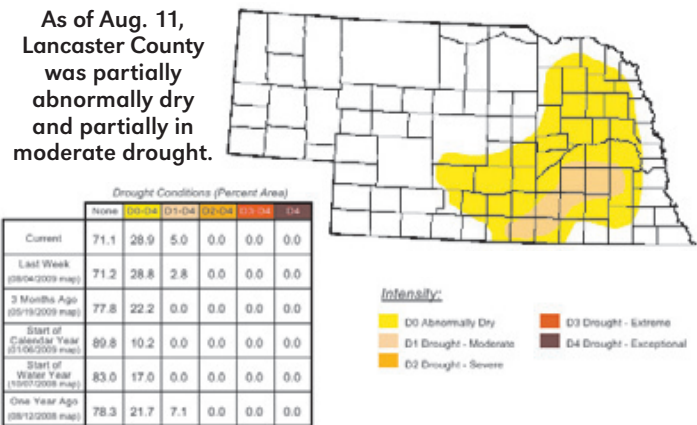 As of Aug. 11,
Lancaster County
was partially
abnormally dry
and partially in
moderate drought.
Drought Conditions (Percent Area)
None D0-D4 D1-D4 D2-D4 D3-D4 D4
Current 71.1 28.9 5.0 0.0 0.0 0.0
Last Week
(08/04/2009 map) 71.2 28.8 2.8 0.0 0.0 0.0
3 Months Ago
(05/19/2009 map) 77.8 22.2 0.0 0.0 0.0 0.0
Start of
Calendar Year
(01/06/2009 map) 89.8 10.2 0.0 0.0 0.0 0.0
Start of
Water Year
(10/07/2008 map) 83.0 17.0 0.0 0.0 0.0 0.0
One Year Ago
(08/12/2008 map) 78.3 21.7 7.1 0.0 0.0 0.0
Intensity:
D0 Abnormally Dry
D1 Drought - Moderate
D2 Drought - Severe
D3 Drought - Extreme
D4 Drought - Exceptional